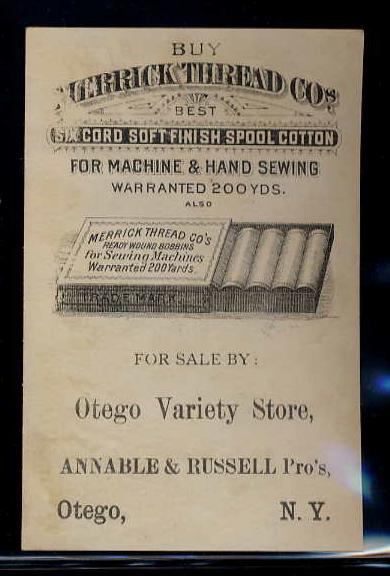 BUY
MERRICK THREAD CO'S
BEST
SIX CORD SOFT FINISH SPOOL COTTON
FOR MACHINE & HAND SEWING
WARRANTED 200 YDS.
ALSO
MERRICK THREAD CO'S
READY WOUND BOBBINS
for Sewing Machines
Warranted 200 Yards.
TRADE MARK.
FOR SALE BY:
Otego Variety Store,
ANNABLE & RUSSELL Pro's,
Otego, N. Y.